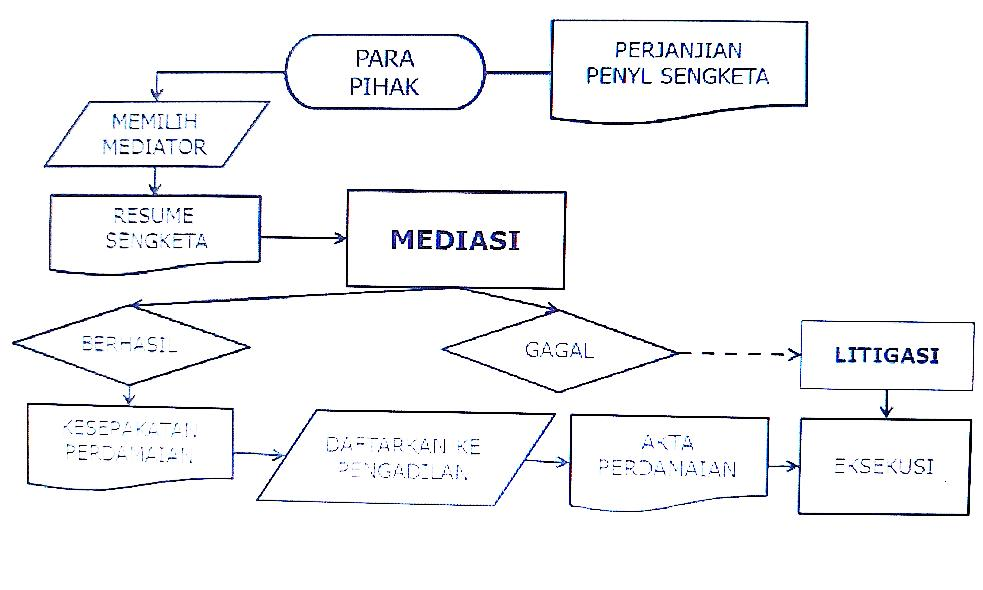 PARA
PIHAK
PERJANJIAN
PENYL SENGKETA
MEMILIH
MEDIATOR
RESUME
SENGKETA
MEDIASI
BERHASIL
GAGAL
LITIGASI
KESEPAKATAN
PERDAMAIAN
DAFTARKAN KE
PENGADILAN
AKTA
PERDAMAIAN
EKSEKUSI